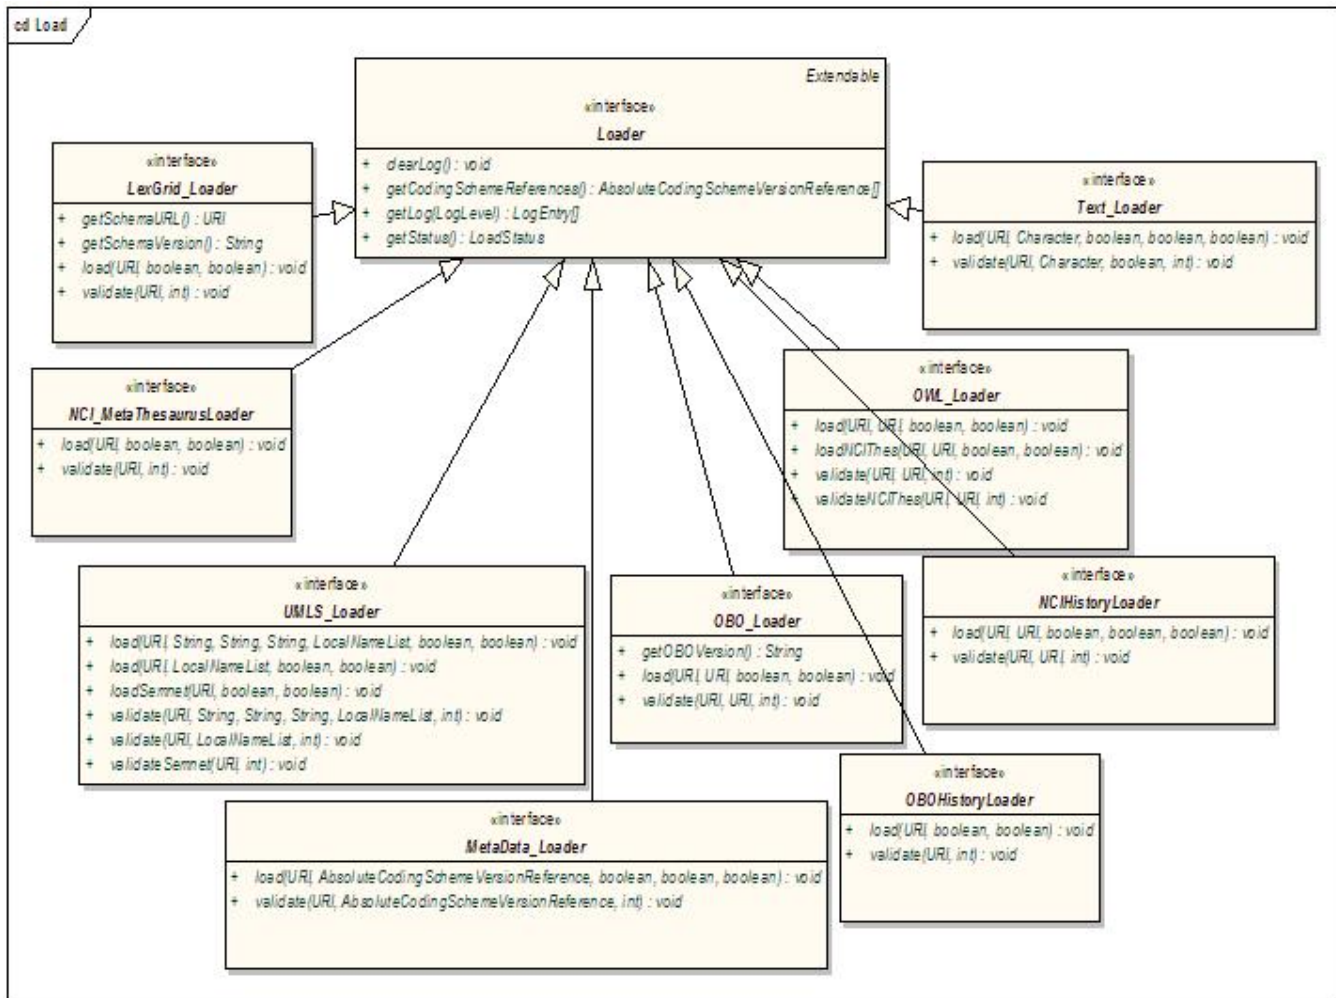 cd Load
Extendable
«interface»
Loader
+ clearLog() : void
+ getCodingSchemeReferences() : AbsoluteCodingSchemeVersionReference[]
+ getLog(LogLevel) : LogEntry[]
+ getStatus() : LoadStatus
«interface»
LexGrid_Loader
+ getSchemaURL() : URI
+ getSchemaVersion() : String
+ load(URI, boolean, boolean) : void
+ validate(URI, int) : void
«interface»
Text_Loader
+ load(URI, Character, boolean, boolean, boolean) : void
+ validate(URI, Character, boolean, int) : void
«interface»
NCI_MetaThesaurusLoader
+ load(URI, boolean, boolean) : void
+ validate(URI, int) : void
«interface»
OWL_Loader
+ load(URI, URI, boolean, boolean) : void
+ loadNCIThes(URI, URI, boolean, boolean) : void
+ validate(URI, URI, int) : void
+ validateNCIThes(URI, URI, int) : void
«interface»
UMLS_Loader
+ load(URI, String, String, String, LocalNameList, boolean, boolean) : void
+ load(URI, LocalNameList, boolean, boolean) : void
+ loadSemnet(URI, boolean, boolean) : void
+ validate(URI, String, String, String, LocalNameList, int) : void
+ validate(URI, LocalNameList, int) : void
+ validateSemnet(URI, int) : void
«interface»
OBO_Loader
+ getOBOVersion() : String
+ load(URI, URI, boolean, boolean) : void
+ validate(URI, URI, int) : void
«interface»
NCIHistoryLoader
+ load(URI, URI, boolean, boolean, boolean) : void
+ validate(URI, URI, int) : void
«interface»
OBOHistoryLoader
+ load(URI, boolean, boolean) : void
+ validate(URI, int) : void
«interface»
MetaData_Loader
+ load(URI, AbsoluteCodingSchemeVersionReference, boolean, boolean, boolean) : void
+ validate(URI, AbsoluteCodingSchemeVersionReference, int) : void